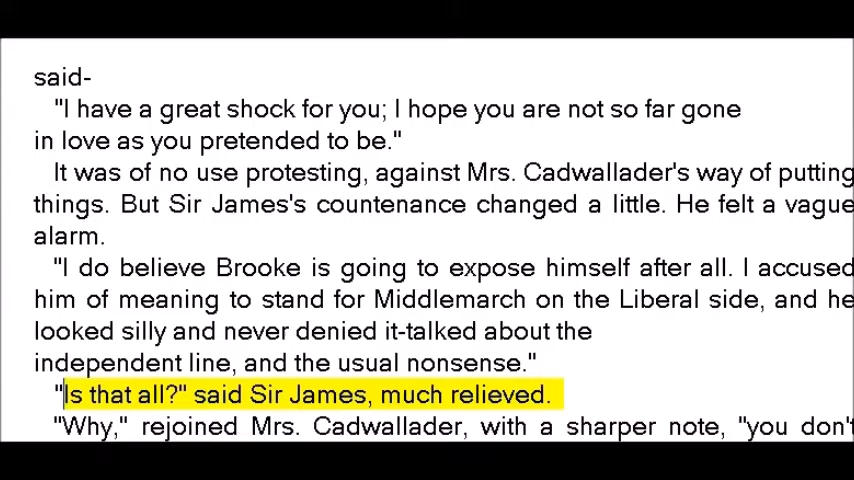 said-
"I have a great shock for you; I hope you are not so far gone
in love as you pretended to be."
It was of no use protesting, against Mrs. Cadwallader's way of putting
things. But Sir James's countenance changed a little. He felt a vague
alarm.
"I do believe Brooke is going to expose himself after all. I accused
him of meaning to stand for Middlemarch on the Liberal side, and he
looked silly and never denied it-talked about the
independent line, and the usual nonsense."
"Is that all?" said Sir James, much relieved.
"Why," rejoined Mrs. Cadwallader, with a sharper note, "you don't